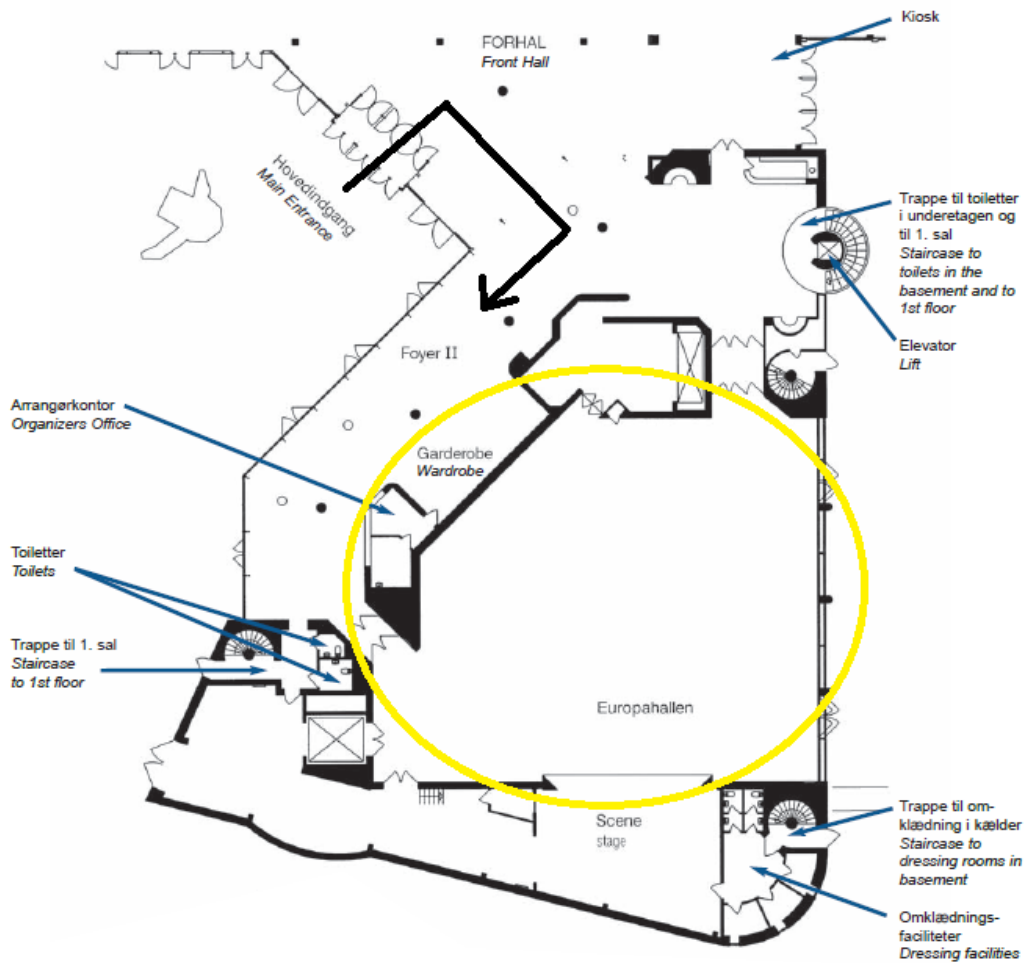 Kiosk
FORHAL
Front Hall
Hovedindgang
Main Entrance
Trappe til toiletter
i underetagen og
til 1. sal
Staircase to
toilets in the
basement and to
1st floor
Elevator
Lift
Foyer II
Arrangørkontor
Organizers Office
Garderobe
Wardrobe
Toiletter
Toilets
Trappe til 1. sal
Staircase
to 1st floor
Europahallen
Scene
stage
Trappe til om-
klædning i kælder
Staircase to
dressing rooms in
basement
Omklædnings-
faciliteter
Dressing facilities